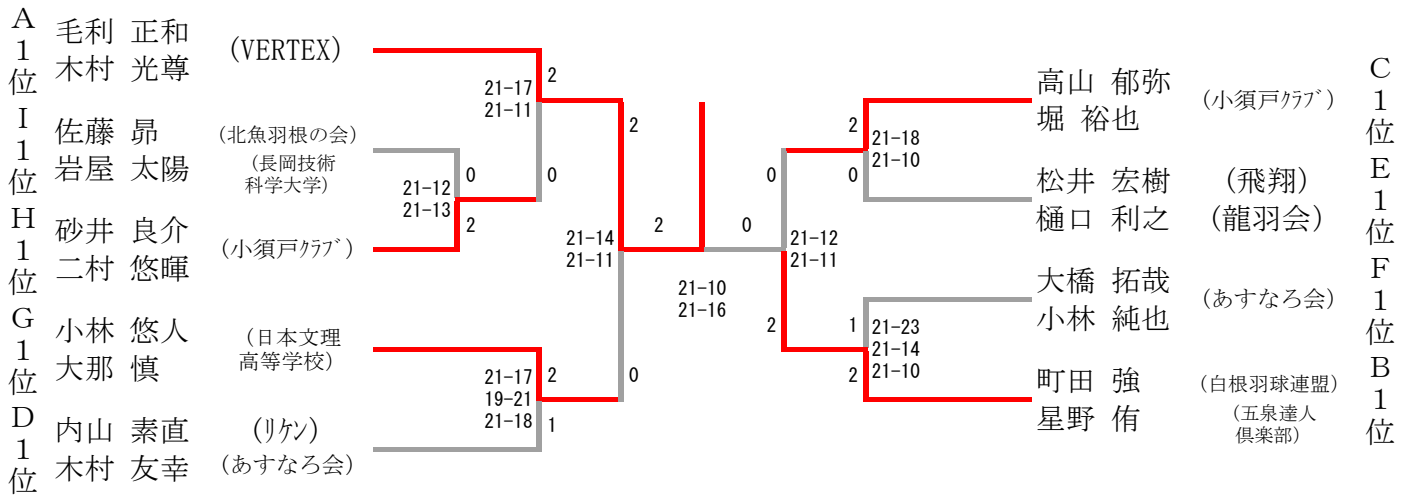 A
1
位
毛利 正和
木村 光尊
(VERTEX)
I
1
位
佐藤 昴
岩屋 太陽
(北魚羽根の会)
(長岡技術
科学大学)
H
1
位
砂井 良介
二村 悠暉
(小須戸ｸﾗﾌﾞ)
G
1
位
小林 悠人
大那 慎
(日本文理
高等学校)
D
1
位
内山 素直
木村 友幸
(ﾘｹﾝ)
(あすなろ会)
21-17
21-11
2
0
21-12
21-13
0
2
21-17
19-21
21-18
2
1
21-14
21-11
2
0
2
0
21-10
21-16
21-12
21-11
0
2
21-18
21-10
2
0
21-23
21-14
21-10
1
2
高山 郁弥
堀 裕也
(小須戸ｸﾗﾌﾞ)
C
1
位
松井 宏樹
樋口 利之
(飛翔)
(龍羽会)
E
1
位
大橋 拓哉
小林 純也
(あすなろ会)
F
1
位
町田 強
星野 侑
(白根羽球連盟)
(五泉達人
倶楽部)
B
1
位